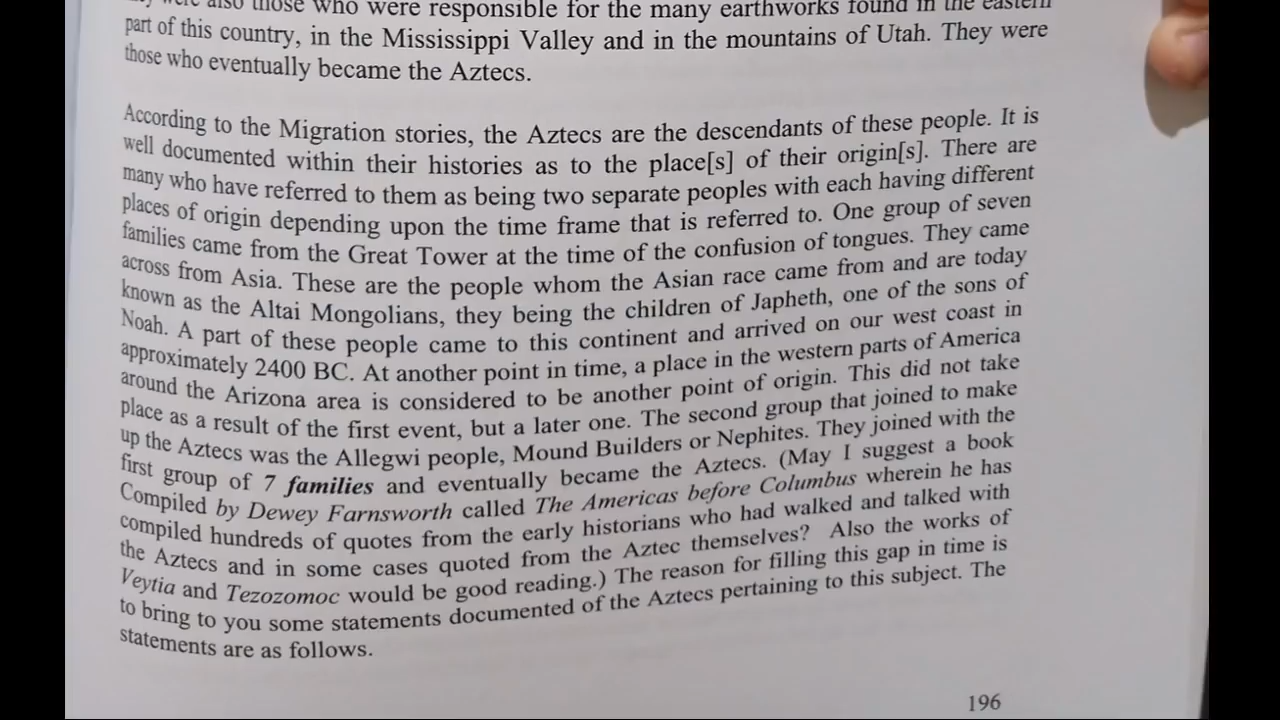 also those who were responsible for the many earthworks found in the eastern
part of this country, in the Mississippi Valley and in the mountains of Utah. They were
those who eventually became the Aztecs.
According to the Migration stories, the Aztecs are the descendants of these people. It is
well documented within their histories as to the place[s] of their origin[s]. There are
many who have referred to them as being two separate peoples with each having different
places of origin depending upon the time frame that is referred to. One group of seven
families came from the Great Tower at the time of the confusion of tongues. They came
across from Asia. These are the people whom the Asian race came from and are today
known as the Altai Mongolians, they being the children of Japheth, one of the sons of
Noah. A part of these people came to this continent and arrived on our west coast in
approximately 2400 BC. At another point in time, a place in the western parts of America
around the Arizona area is considered to be another point of origin. This did not take
place as a result of the first event, but a later one. The second group that joined to make
up the Aztecs was the Allegwi people, Mound Builders or Nephites. They joined with the
first group of 7 families and eventually became the Aztecs. (May I suggest a book
Compiled by Dewey Farnsworth called The Americas before Columbus wherein he has
compiled hundreds of quotes from the early historians who had walked and talked with
the Aztecs and in some cases quoted from the Aztec themselves? Also the works of
Veytia and Tezozomoc would be good reading.) The reason for filling this gap in time is
to bring to you some statements documented of the Aztecs pertaining to this subject. The
statements are as follows.
196